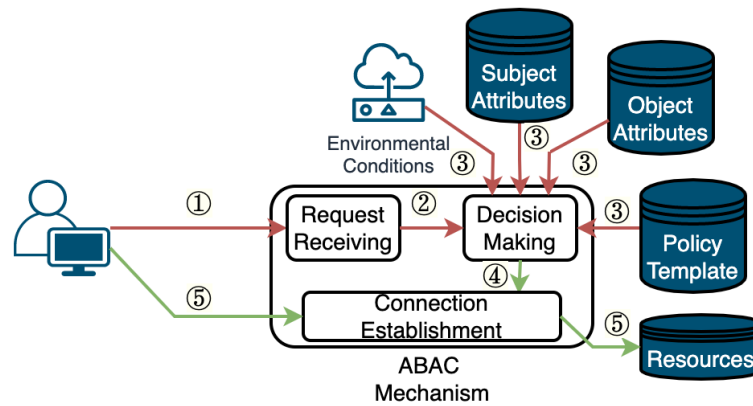 Subject
Attributes
Object
Attributes
Environmental
Conditions
③
③
③
①
Request
Receiving
②
Decision
Making
③
Policy
Template
④
⑤
Connection
Establishment
⑤
Resources
ABAC
Mechanism